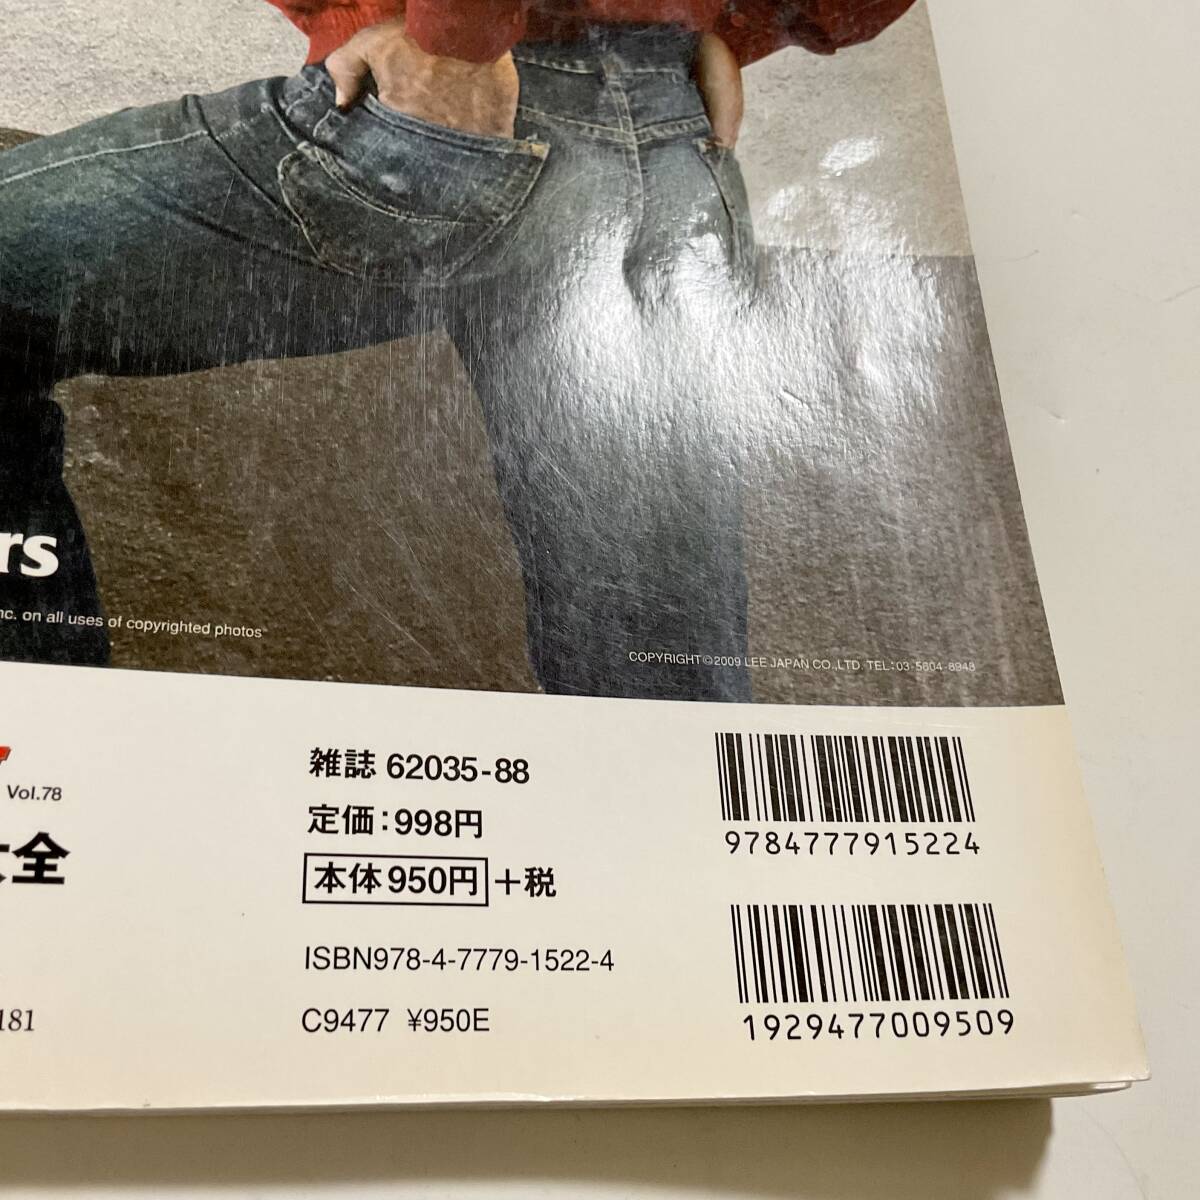 rs
nc. on all uses of copyrighted photos
COPYRIGHT©2009 LEE JAPAN CO.,LTD. TEL:03-5604-8948
Vol.78
大全
181
雑誌 62035-88
定価:998円
本体950円+税
ISBN978-4-7779-1522-4
C9477 ¥950E
9784777915224
1929477009509